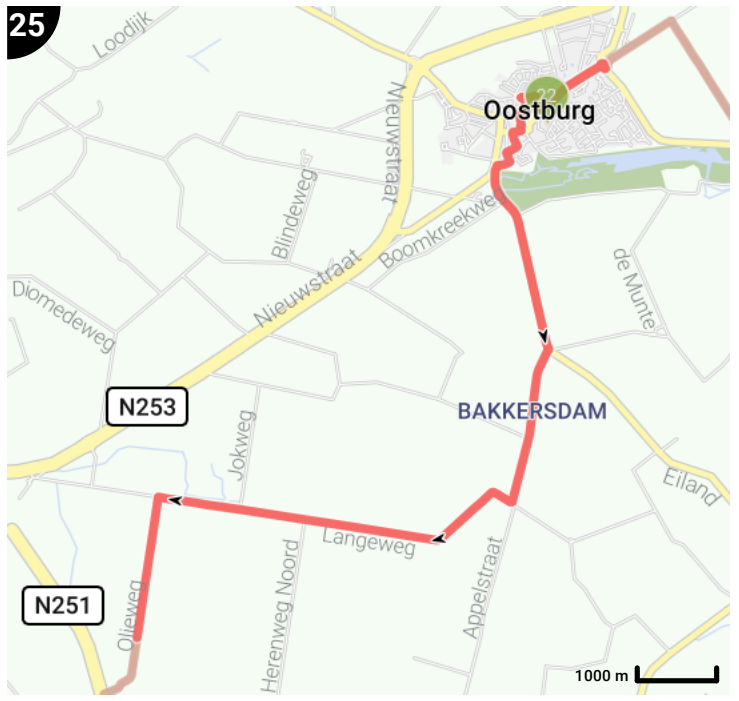 25
Loodijk
22
Oostburg
Nieuwstraat
Blindeweg
Boomkreekweg
de Munte
Nieuwstraat
Diomedeweg
N253
BAKKERSDAM
Jokweg
Eiland
Langeweg
Appelstraat
N251
Olieweg
Herenweg Noord
1000 m